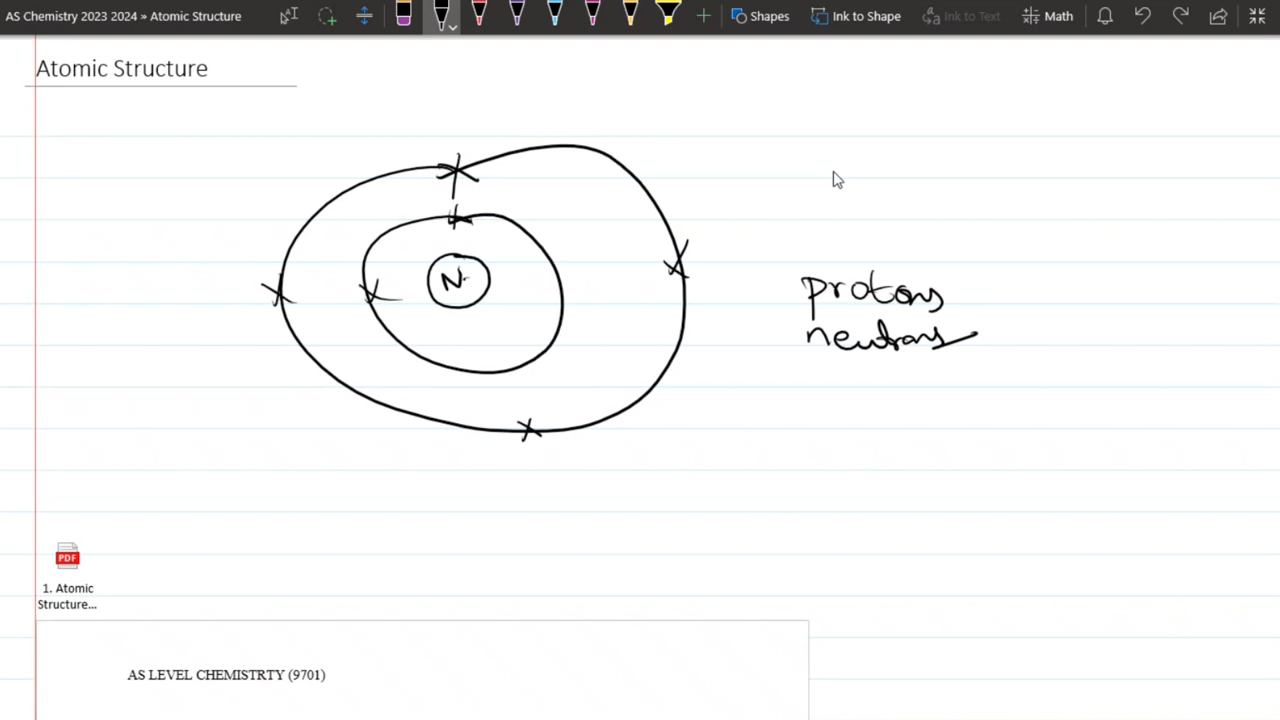 AS Chemistry 2023 2024 » Atomic Structure
Shapes
Ink to Shape
Ink to Text
Math
Atomic Structure
N
protons
neutrons
PDF
1. Atomic
Structure...
AS LEVEL CHEMISTRTY (9701)